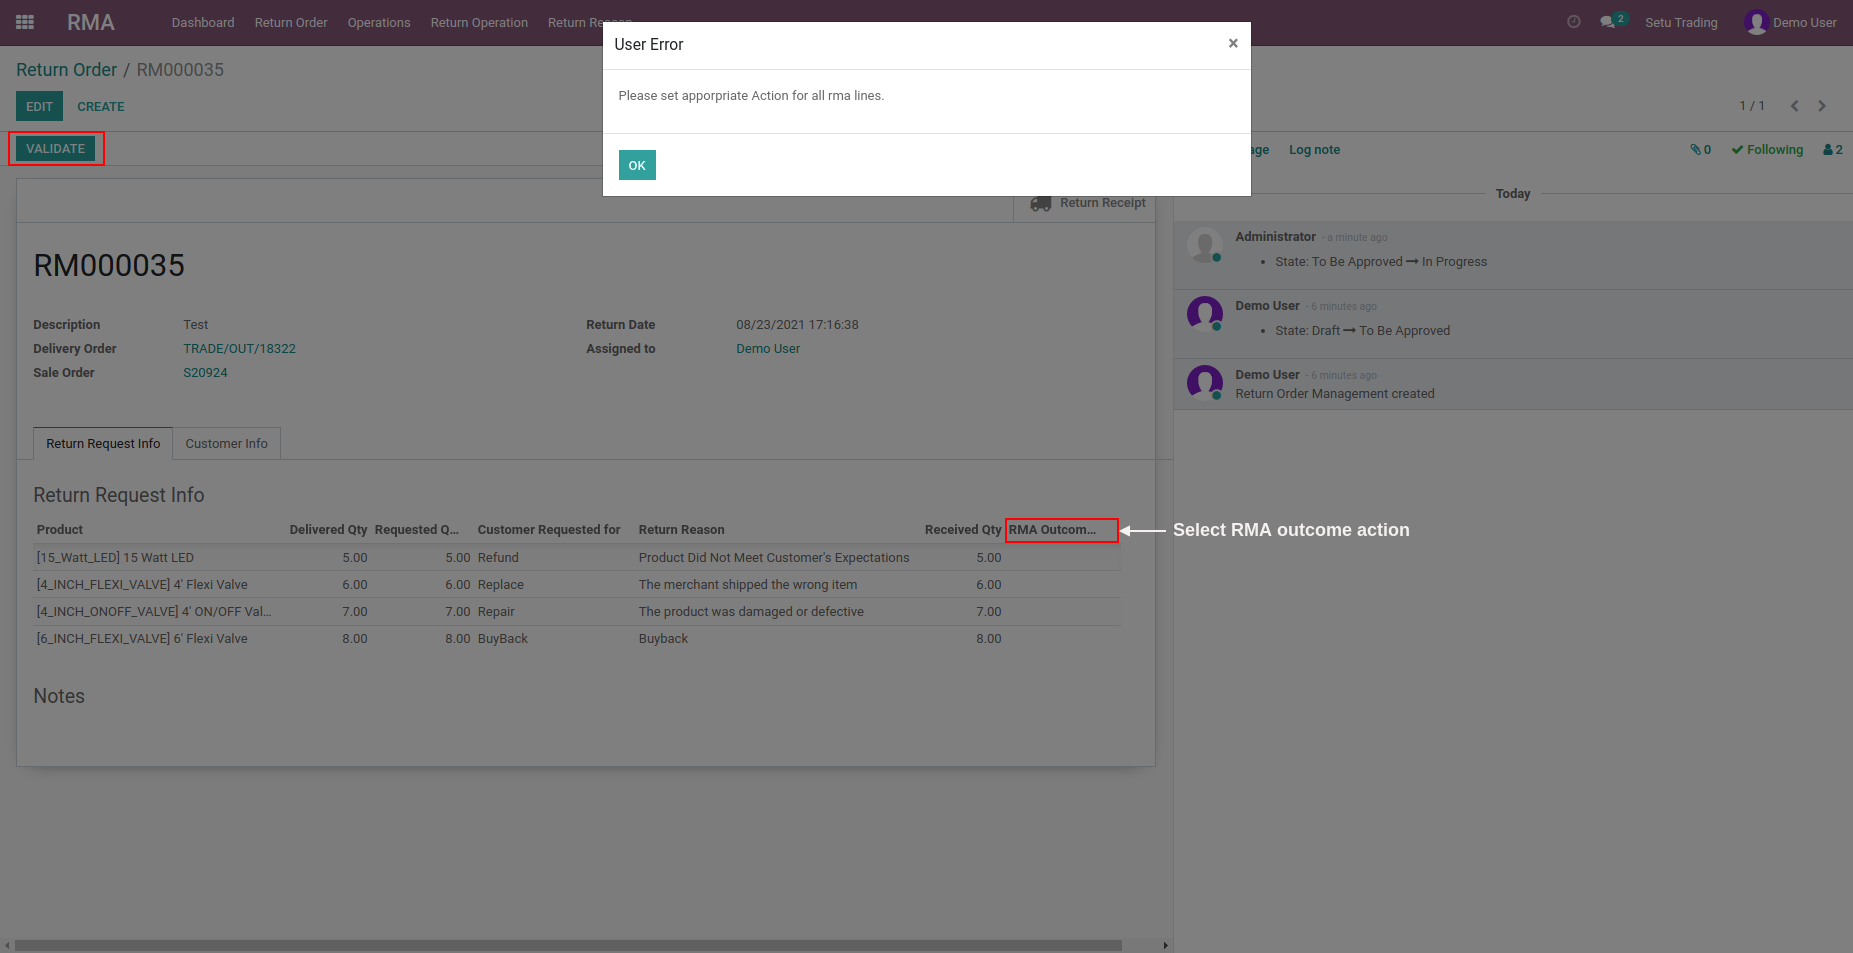 RMA Dashboard Return Order Operations Return Operation Return 2 Setu Trading Demo User
Return Order / RM000035
EDIT CREATE
1 / 1
VALIDATE
User Error ×
Please set apporpriate Action for all rma lines.
OK
Log note 0 Following 2
Return Receipt
RM000035
Description Test
Delivery Order TRADE/OUT/18322
Sale Order S20924
Return Date 08/23/2021 17:16:38
Assigned to Demo User
Return Request Info Customer Info
Return Request Info
Product Delivered Qty Requested Q... Customer Requested for Return Reason Received Qty RMA Outcom...
[15_Watt_LED] 15 Watt LED 5.00 5.00 Refund Product Did Not Meet Customer's Expectations 5.00
[4_INCH_FLEXI_VALVE] 4' Flexi Valve 6.00 6.00 Replace The merchant shipped the wrong item 6.00
[4_INCH_ONOFF_VALVE] 4' ON/OFF Val... 7.00 7.00 Repair The product was damaged or defective 7.00
[6_INCH_FLEXI_VALVE] 6' Flexi Valve 8.00 8.00 BuyBack Buyback 8.00
Select RMA outcome action
Notes
Today
Administrator - a minute ago
• State: To Be Approved → In Progress
Demo User - 6 minutes ago
• State: Draft → To Be Approved
Demo User - 6 minutes ago
Return Order Management created